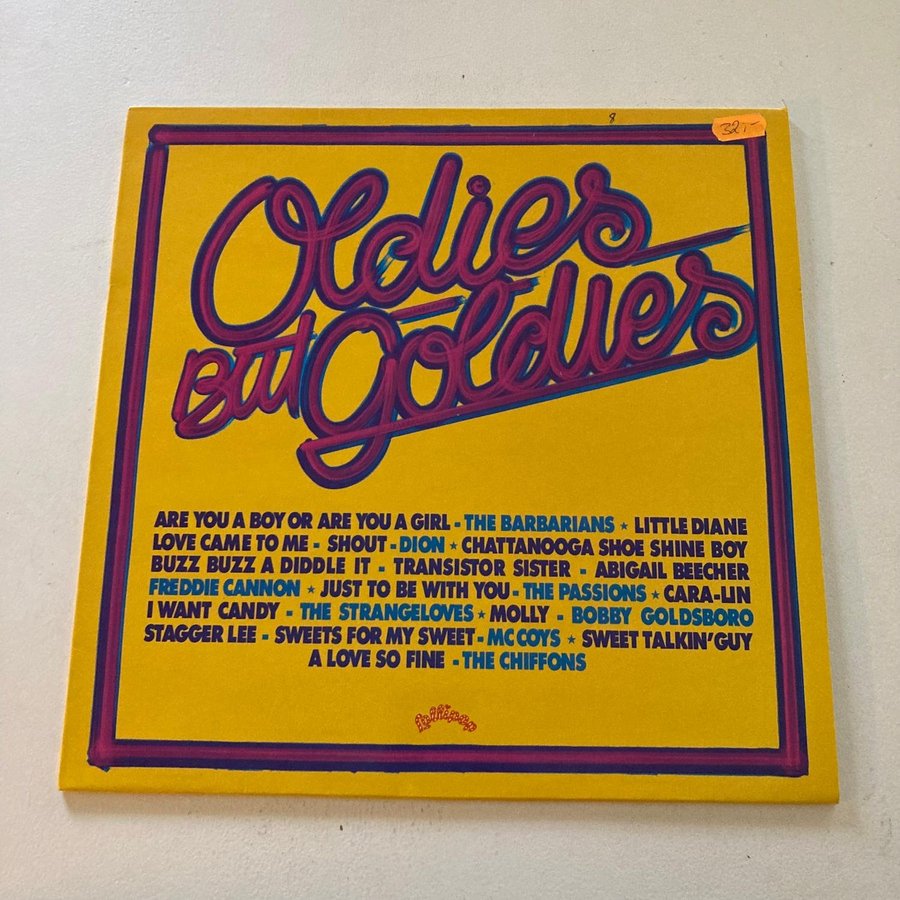 8
32,-
Oldies
But Goldies
ARE YOU A BOY OR ARE YOU A GIRL - THE BARBARIANS ★ LITTLE DIANE
LOVE CAME TO ME - SHOUT - DION ★ CHATTANOOGA SHOE SHINE BOY
BUZZ BUZZ A DIDDLE IT - TRANSISTOR SISTER - ABIGAIL BEECHER
FREDDIE CANNON ★ JUST TO BE WITH YOU - THE PASSIONS ★ CARA-LIN
I WANT CANDY - THE STRANGELOVES ★ MOLLY - BOBBY GOLDSBORO
STAGGER LEE - SWEETS FOR MY SWEET - MC COYS ★ SWEET TALKIN' GUY
A LOVE SO FINE - THE CHIFFONS